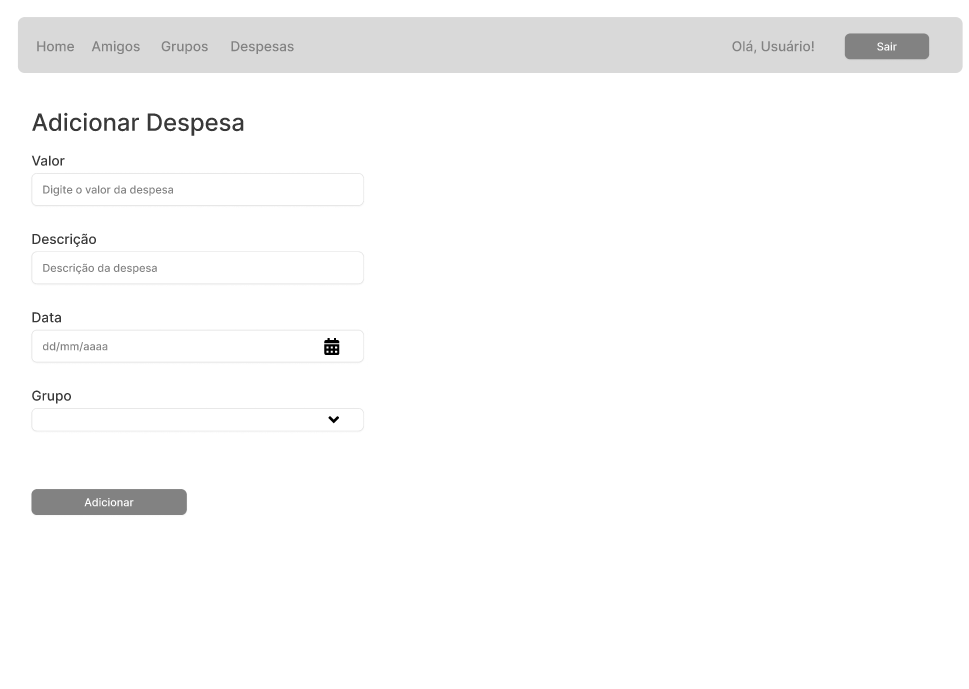 Home Amigos Grupos Despesas Olá, Usuário! Sair
Adicionar Despesa
Valor
Digite o valor da despesa
Descrição
Descrição da despesa
Data
dd/mm/aaaa
Grupo
Adicionar